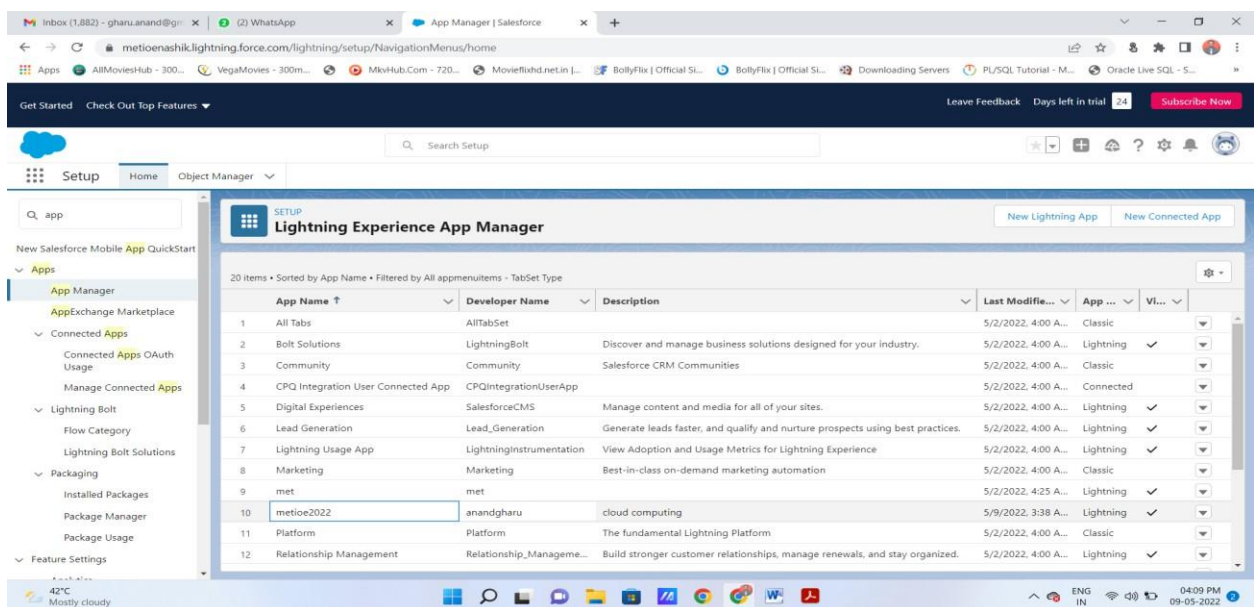 Inbox (1,882) - gharu.anand@gm
(2) WhatsApp
App Manager | Salesforce
metioenashik.lightning.force.com/lightning/setup/NavigationMenus/home
Apps
AllMoviesHub - 300...
VegaMovies - 300m...
MkvHub.Com - 720...
Movieflixhd.net.in |...
BollyFlix | Official Si...
BollyFlix | Official Si...
Downloading Servers
PL/SQL Tutorial - M...
Oracle Live SQL - S...
Get Started Check Out Top Features
Leave Feedback Days left in trial 24 Subscribe Now
Search Setup
Setup Home Object Manager
app
New Salesforce Mobile App QuickStart
Apps
App Manager
AppExchange Marketplace
Connected Apps
Connected Apps OAuth
Usage
Manage Connected Apps
Lightning Bolt
Flow Category
Lightning Bolt Solutions
Packaging
Installed Packages
Package Manager
Package Usage
Feature Settings
SETUP
Lightning Experience App Manager
New Lightning App New Connected App
20 items • Sorted by App Name • Filtered by All appmenuitems - TabSet Type
App Name Developer Name Description Last Modifie... App ... Vi...
1 All Tabs AllTabSet 5/2/2022, 4:00 A... Classic
2 Bolt Solutions LightningBolt Discover and manage business solutions designed for your industry. 5/2/2022, 4:00 A... Lightning
3 Community Community Salesforce CRM Communities 5/2/2022, 4:00 A... Classic
4 CPQ Integration User Connected App CPQIntegrationUserApp 5/2/2022, 4:00 A... Connected
5 Digital Experiences SalesforceCMS Manage content and media for all of your sites. 5/2/2022, 4:00 A... Lightning
6 Lead Generation Lead_Generation Generate leads faster, and qualify and nurture prospects using best practices. 5/2/2022, 4:00 A... Lightning
7 Lightning Usage App LightningInstrumentation View Adoption and Usage Metrics for Lightning Experience 5/2/2022, 4:00 A... Lightning
8 Marketing Marketing Best-in-class on-demand marketing automation 5/2/2022, 4:00 A... Classic
9 met met 5/2/2022, 4:25 A... Lightning
10 metioe2022 anandgharu cloud computing 5/9/2022, 3:38 A... Lightning
11 Platform Platform The fundamental Lightning Platform 5/2/2022, 4:00 A... Classic
12 Relationship Management Relationship_Manageme... Build stronger customer relationships, manage renewals, and stay organized. 5/2/2022, 4:00 A... Lightning
42°C
Mostly cloudy
ENG
IN
04:09 PM
09-05-2022
2